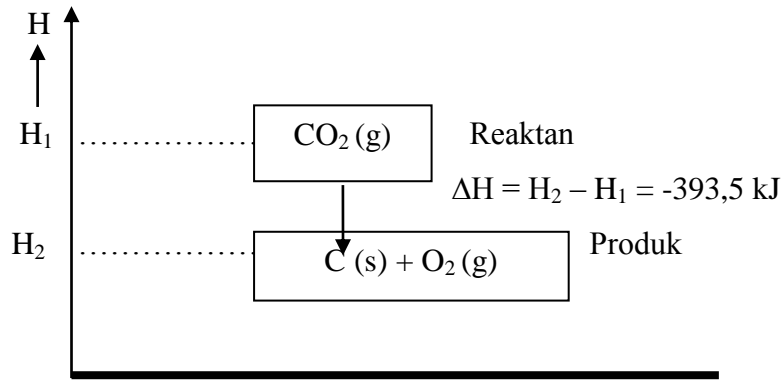 H
H₁ CO₂ (g) Reaktan
ΔH = H₂ – H₁ = -393,5 kJ
H₂ C (s) + O₂ (g) Produk